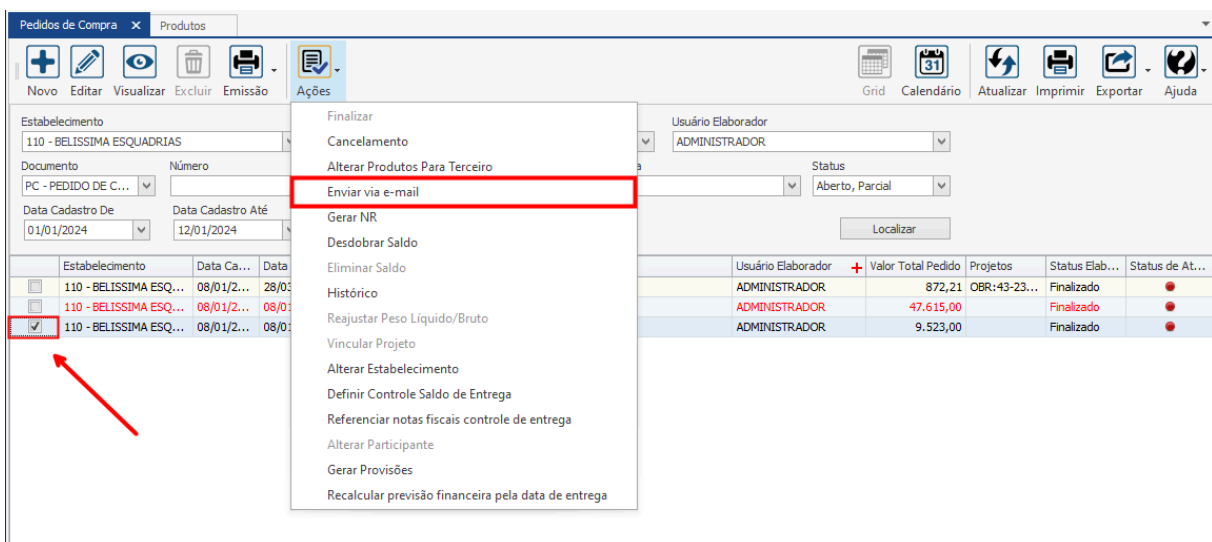 Pedidos de Compra
Produtos
Novo Editar Visualizar Excluir Emissão Ações Grid Calendário Atualizar Imprimir Exportar Ajuda
31
Finalizar
Cancelamento
Alterar Produtos Para Terceiro
Enviar via e-mail
Gerar NR
Desdobrar Saldo
Eliminar Saldo
Histórico
Reajustar Peso Líquido/Bruto
Vincular Projeto
Alterar Estabelecimento
Definir Controle Saldo de Entrega
Referenciar notas fiscais controle de entrega
Alterar Participante
Gerar Provisões
Recalcular previsão financeira pela data de entrega
Estabelecimento Usuário Elaborador
110 - BELISSIMA ESQUADRIAS ADMINISTRADOR
Documento Número a Status
PC - PEDIDO DE C... Aberto, Parcial
Data Cadastro De Data Cadastro Até
01/01/2024 12/01/2024 Localizar
Estabelecimento Data Ca... Data Usuário Elaborador Valor Total Pedido Projetos Status Elab... Status de At...
110 - BELISSIMA ESQ... 08/01/2... 28/03 ADMINISTRADOR 872,21 OBR:43-23... Finalizado
110 - BELISSIMA ESQ... 08/01/2... 08/01 ADMINISTRADOR 47.615,00 Finalizado
110 - BELISSIMA ESQ... 08/01/2... 08/01 ADMINISTRADOR 9.523,00 Finalizado